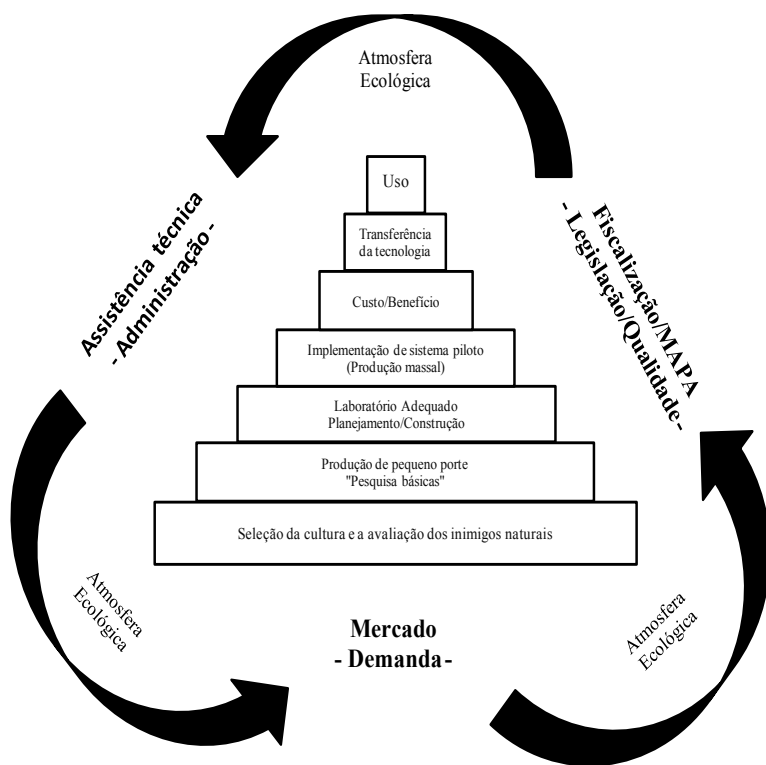 Atmosfera
Ecológica
Uso
Transferência
da tecnologia
Custo/Benefício
Implementação de sistema piloto
(Produção massal)
Laboratório Adequado
Planejamento/Construção
Produção de pequeno porte
"Pesquisa básicas"
Seleção da cultura e a avaliação dos inimigos naturais
Assistência técnica
- Administração -
Fiscalização/MAPA
- Legislação/Qualidade-
Atmosfera
Ecológica
Mercado
- Demanda-
Atmosfera
Ecológica